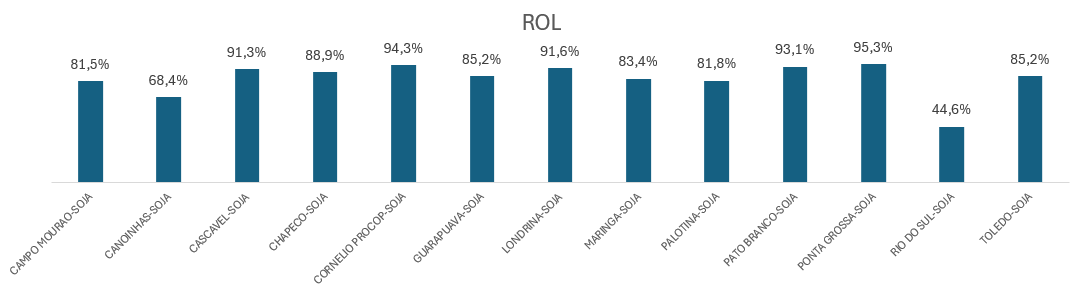 ROL
81,5%
68,4%
91,3%
88,9%
94,3%
85,2%
91,6%
83,4%
81,8%
93,1%
95,3%
44,6%
85,2%
CAMPO MOURAO-SOJA
CANOINHAS-SOJA
CASCAVEL-SOJA
CHAPECO-SOJA
CORNELIO PROCOP-SOJA
GUARAPUAVA-SOJA
LONDRINA-SOJA
MARINGA-SOJA
PALOTINA-SOJA
PATO BRANCO-SOJA
PONTA GROSSA-SOJA
RIO DO SUL-SOJA
TOLEDO-SOJA